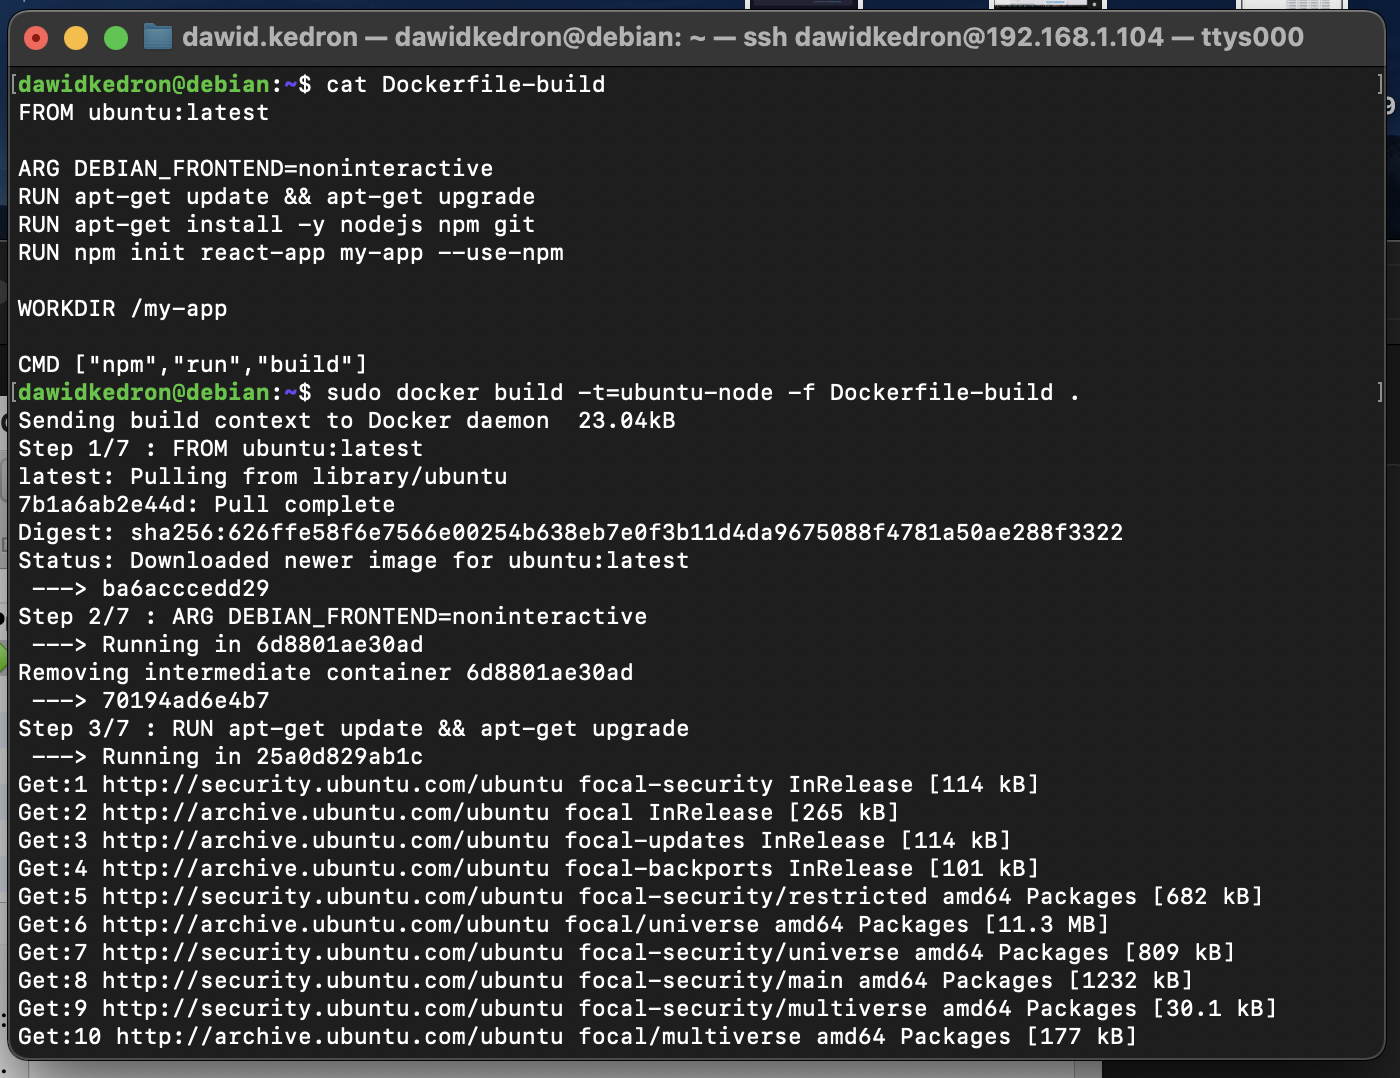 dawid.kedron — dawidkedron@debian: ~ — ssh dawidkedron@192.168.1.104 — ttys000
[dawidkedron@debian:~$ cat Dockerfile-build ]
FROM ubuntu:latest
ARG DEBIAN_FRONTEND=noninteractive
RUN apt-get update && apt-get upgrade
RUN apt-get install -y nodejs npm git
RUN npm init react-app my-app --use-npm
WORKDIR /my-app
CMD ["npm","run","build"]
[dawidkedron@debian:~$ sudo docker build -t=ubuntu-node -f Dockerfile-build . ]
Sending build context to Docker daemon  23.04kB
Step 1/7 : FROM ubuntu:latest
latest: Pulling from library/ubuntu
7b1a6ab2e44d: Pull complete
Digest: sha256:626ffe58f6e7566e00254b638eb7e0f3b11d4da9675088f4781a50ae288f3322
Status: Downloaded newer image for ubuntu:latest
 ---> ba6acccedd29
Step 2/7 : ARG DEBIAN_FRONTEND=noninteractive
 ---> Running in 6d8801ae30ad
Removing intermediate container 6d8801ae30ad
 ---> 70194ad6e4b7
Step 3/7 : RUN apt-get update && apt-get upgrade
 ---> Running in 25a0d829ab1c
Get:1 http://security.ubuntu.com/ubuntu focal-security InRelease [114 kB]
Get:2 http://archive.ubuntu.com/ubuntu focal InRelease [265 kB]
Get:3 http://archive.ubuntu.com/ubuntu focal-updates InRelease [114 kB]
Get:4 http://archive.ubuntu.com/ubuntu focal-backports InRelease [101 kB]
Get:5 http://security.ubuntu.com/ubuntu focal-security/restricted amd64 Packages [682 kB]
Get:6 http://archive.ubuntu.com/ubuntu focal/universe amd64 Packages [11.3 MB]
Get:7 http://security.ubuntu.com/ubuntu focal-security/universe amd64 Packages [809 kB]
Get:8 http://security.ubuntu.com/ubuntu focal-security/main amd64 Packages [1232 kB]
Get:9 http://security.ubuntu.com/ubuntu focal-security/multiverse amd64 Packages [30.1 kB]
Get:10 http://archive.ubuntu.com/ubuntu focal/multiverse amd64 Packages [177 kB]